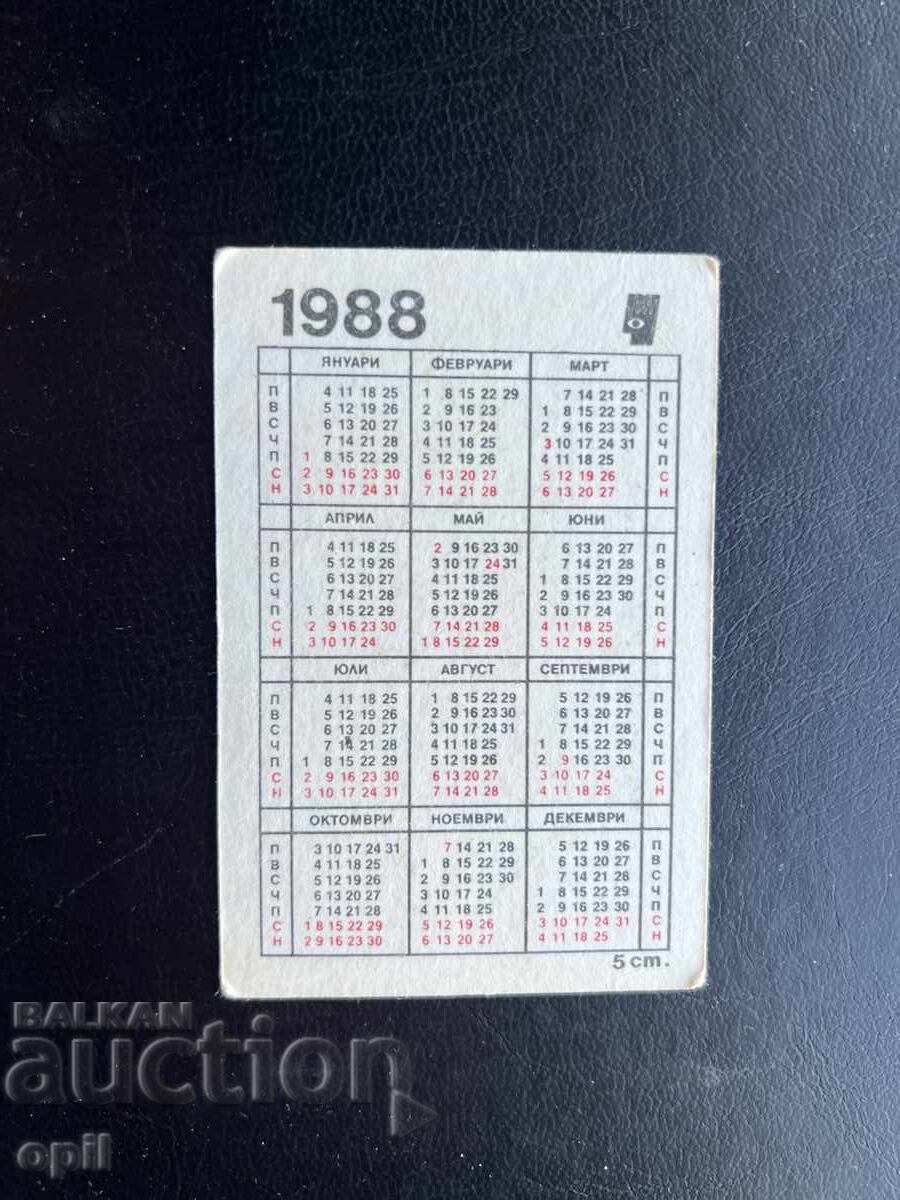 1988
ЯНУАРИ ФЕВРУАРИ МАРТ
П 4 11 18 25 1 8 15 22 29 7 14 21 28 П
В 5 12 19 26 2 9 16 23 1 8 15 22 29 В
С 6 13 20 27 3 10 17 24 2 9 16 23 30 С
Ч 7 14 21 28 4 11 18 25 3 10 17 24 31 Ч
П 1 8 15 22 29 5 12 19 26 4 11 18 25 П
С 2 9 16 23 30 6 13 20 27 5 12 19 26 С
Н 3 10 17 24 31 7 14 21 28 6 13 20 27 Н
АПРИЛ МАЙ ЮНИ
П 4 11 18 25 2 9 16 23 30 6 13 20 27 П
В 5 12 19 26 3 10 17 24 31 7 14 21 28 В
С 6 13 20 27 4 11 18 25 1 8 15 22 29 С
Ч 7 14 21 28 5 12 19 26 2 9 16 23 30 Ч
П 1 8 15 22 29 6 13 20 27 3 10 17 24 П
С 2 9 16 23 30 7 14 21 28 4 11 18 25 С
Н 3 10 17 24 1 8 15 22 29 5 12 19 26 Н
ЮЛИ АВГУСТ СЕПТЕМВРИ
П 4 11 18 25 1 8 15 22 29 5 12 19 26 П
В 5 12 19 26 2 9 16 23 30 6 13 20 27 В
С 6 13 20 27 3 10 17 24 31 7 14 21 28 С
Ч 7 14 21 28 4 11 18 25 1 8 15 22 29 Ч
П 1 8 15 22 29 5 12 19 26 2 9 16 23 30 П
С 2 9 16 23 30 6 13 20 27 3 10 17 24 С
Н 3 10 17 24 31 7 14 21 28 4 11 18 25 Н
ОКТОМВРИ НОЕМВРИ ДЕКЕМВРИ
П 3 10 17 24 31 7 14 21 28 5 12 19 26 П
В 4 11 18 25 1 8 15 22 29 6 13 20 27 В
С 5 12 19 26 2 9 16 23 30 7 14 21 28 С
Ч 6 13 20 27 3 10 17 24 1 8 15 22 29 Ч
П 7 14 21 28 4 11 18 25 2 9 16 23 30 П
С 1 8 15 22 29 5 12 19 26 3 10 17 24 31 С
Н 2 9 16 23 30 6 13 20 27 4 11 18 25 Н
5 cm.
BALKAN
auction
opil